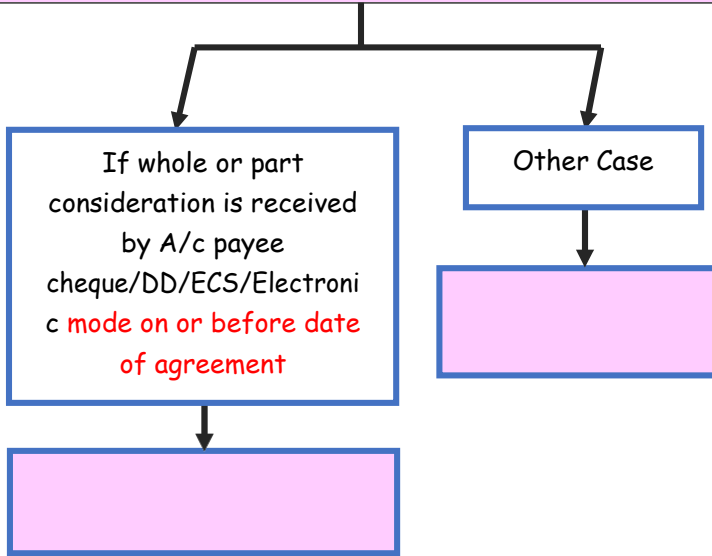 If whole or part
consideration is received
by A/c payee
cheque/DD/ECS/Electroni
c mode on or before date
of agreement
Other Case